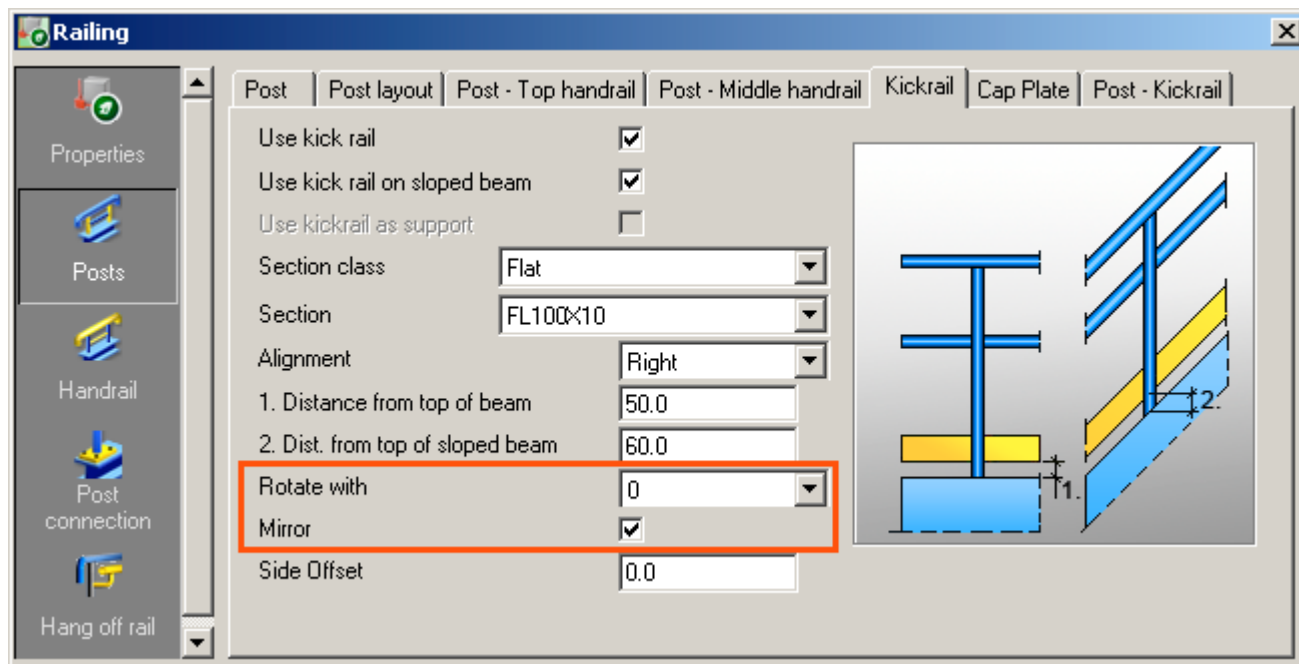 Railing
Properties
Posts
Handrail
Post
connection
Hang off rail
Post
Post layout
Post - Top handrail
Post - Middle handrail
Kickrail
Cap Plate
Post - Kickrail
Use kick rail
Use kick rail on sloped beam
Use kickrail as support
Section class Flat
Section FL100X10
Alignment Right
1. Distance from top of beam 50.0
2. Dist. from top of sloped beam 60.0
Rotate with 0
Mirror
Side Offset 0.0
2.
1.